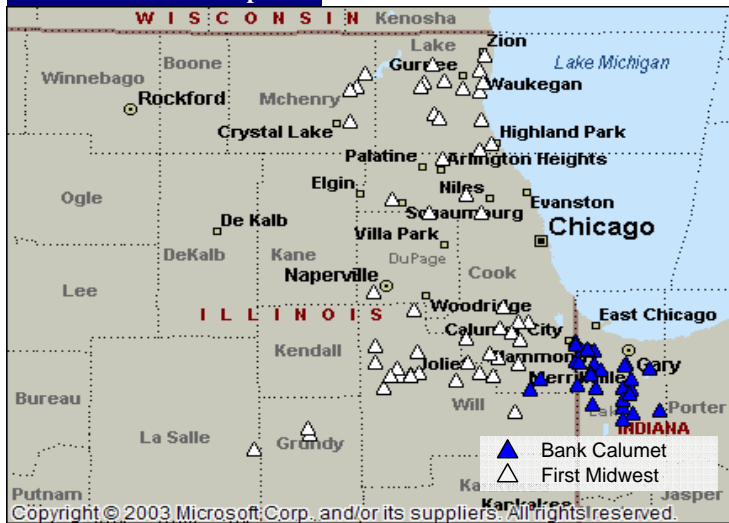 WISCONSIN
Kenosha
Lake
Zion
Boone
Gurnee
Lake Michigan
Winnebago
Waukegan
Rockford
Mchenry
Crystal Lake
Highland Park
Palatine
Arlington Heights
Elgin
Niles
Ogle
Evanston
Schaumburg
De Kalb
Chicago
Villa Park
DeKalb
Kane
DuPage
Cook
Naperville
Lee
Woodridge
ILLINOIS
East Chicago
Calumet City
Kendall
Hammond
Joliet
Gary
Merrillville
Bureau
Will
Lake
Porter
La Salle
Grundy
INDIANA
Bank Calumet
First Midwest
Putnam
Kankakee
Jasper
Copyright © 2003 Microsoft Corp. and/or its suppliers. All rights reserved.